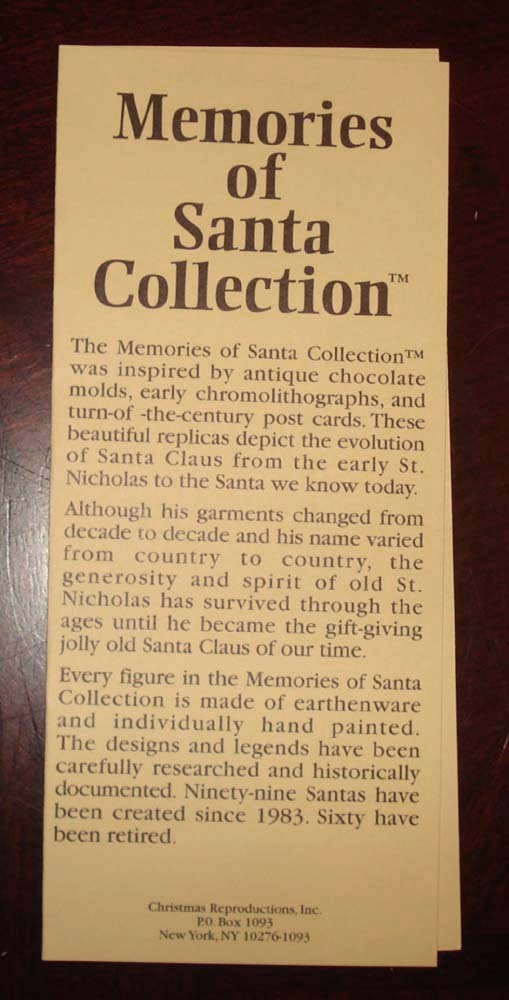 Memories
of
Santa
Collection™
The Memories of Santa Collection™
was inspired by antique chocolate
molds, early chromolithographs, and
turn-of -the-century post cards. These
beautiful replicas depict the evolution
of Santa Claus from the early St.
Nicholas to the Santa we know today.
Although his garments changed from
decade to decade and his name varied
from country to country, the
generosity and spirit of old St.
Nicholas has survived through the
ages until he became the gift-giving
jolly old Santa Claus of our time.
Every figure in the Memories of Santa
Collection is made of earthenware
and individually hand painted.
The designs and legends have been
carefully researched and historically
documented. Ninety-nine Santas have
been created since 1983. Sixty have
been retired.
Christmas Reproductions, Inc.
P.O. Box 1093
New York, NY 10276-1093